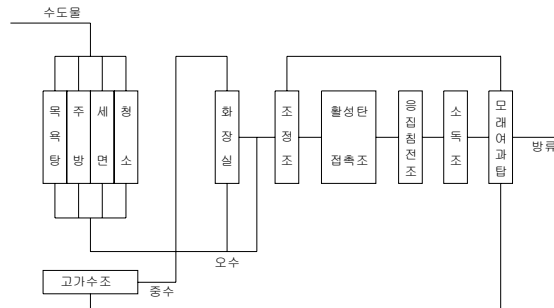 수도물
목욕탕
주방
세면
청소
화장실
조정조
활성탄
접촉조
응집침전조
소독조
모래여과탑
방류
오수
고가수조
중수